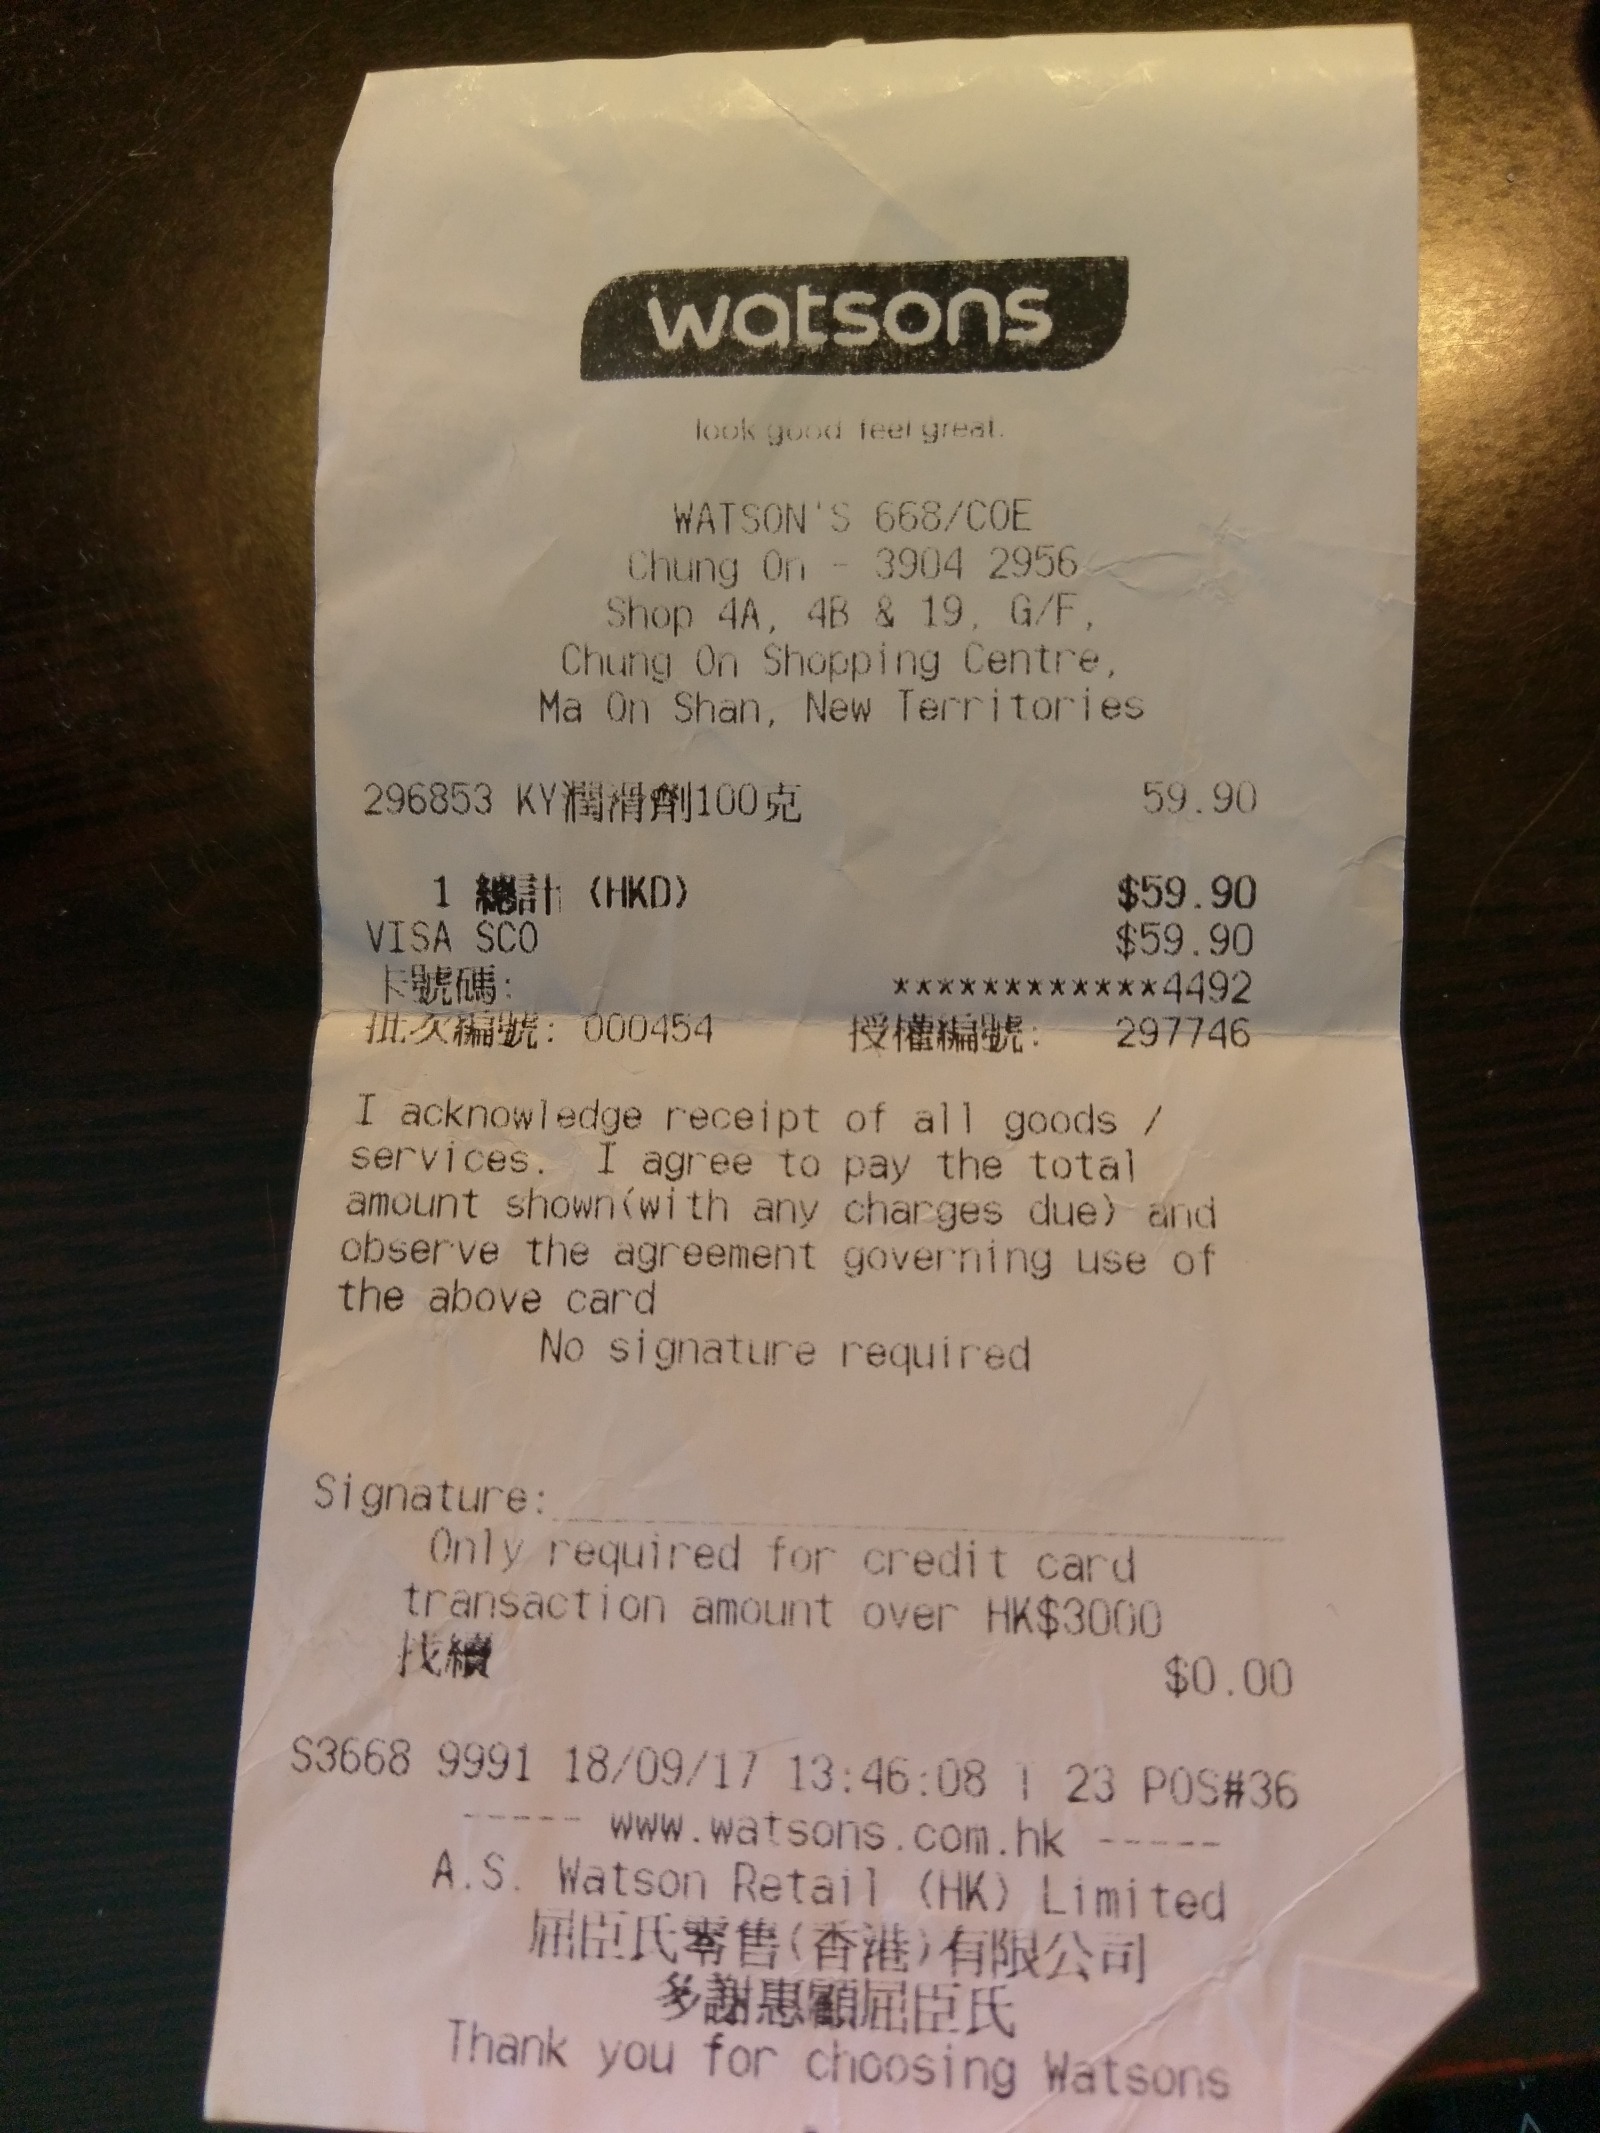 watsons
look good feel great.
WATSON'S 668/COE
Chung On - 3904 2956
Shop 4A, 4B & 19, G/F,
Chung On Shopping Centre,
Ma On Shan, New Territories
296853 KY潤滑劑100克 59.90
1 總計 (HKD) $59.90
VISA SCO $59.90
卡號碼: ************4492
批次編號: 000454 授權編號: 297746
I acknowledge receipt of all goods /
services. I agree to pay the total
amount shown(with any charges due) and
observe the agreement governing use of
the above card
No signature required
Signature:
Only required for credit card
transaction amount over HK$3000
找續 $0.00
S3668 9991 18/09/17 13:46:08 T 23 POS#36
----- www.watsons.com.hk -----
A.S. Watson Retail (HK) Limited
屈臣氏零售(香港)有限公司
多謝惠顧屈臣氏
Thank you for choosing Watsons